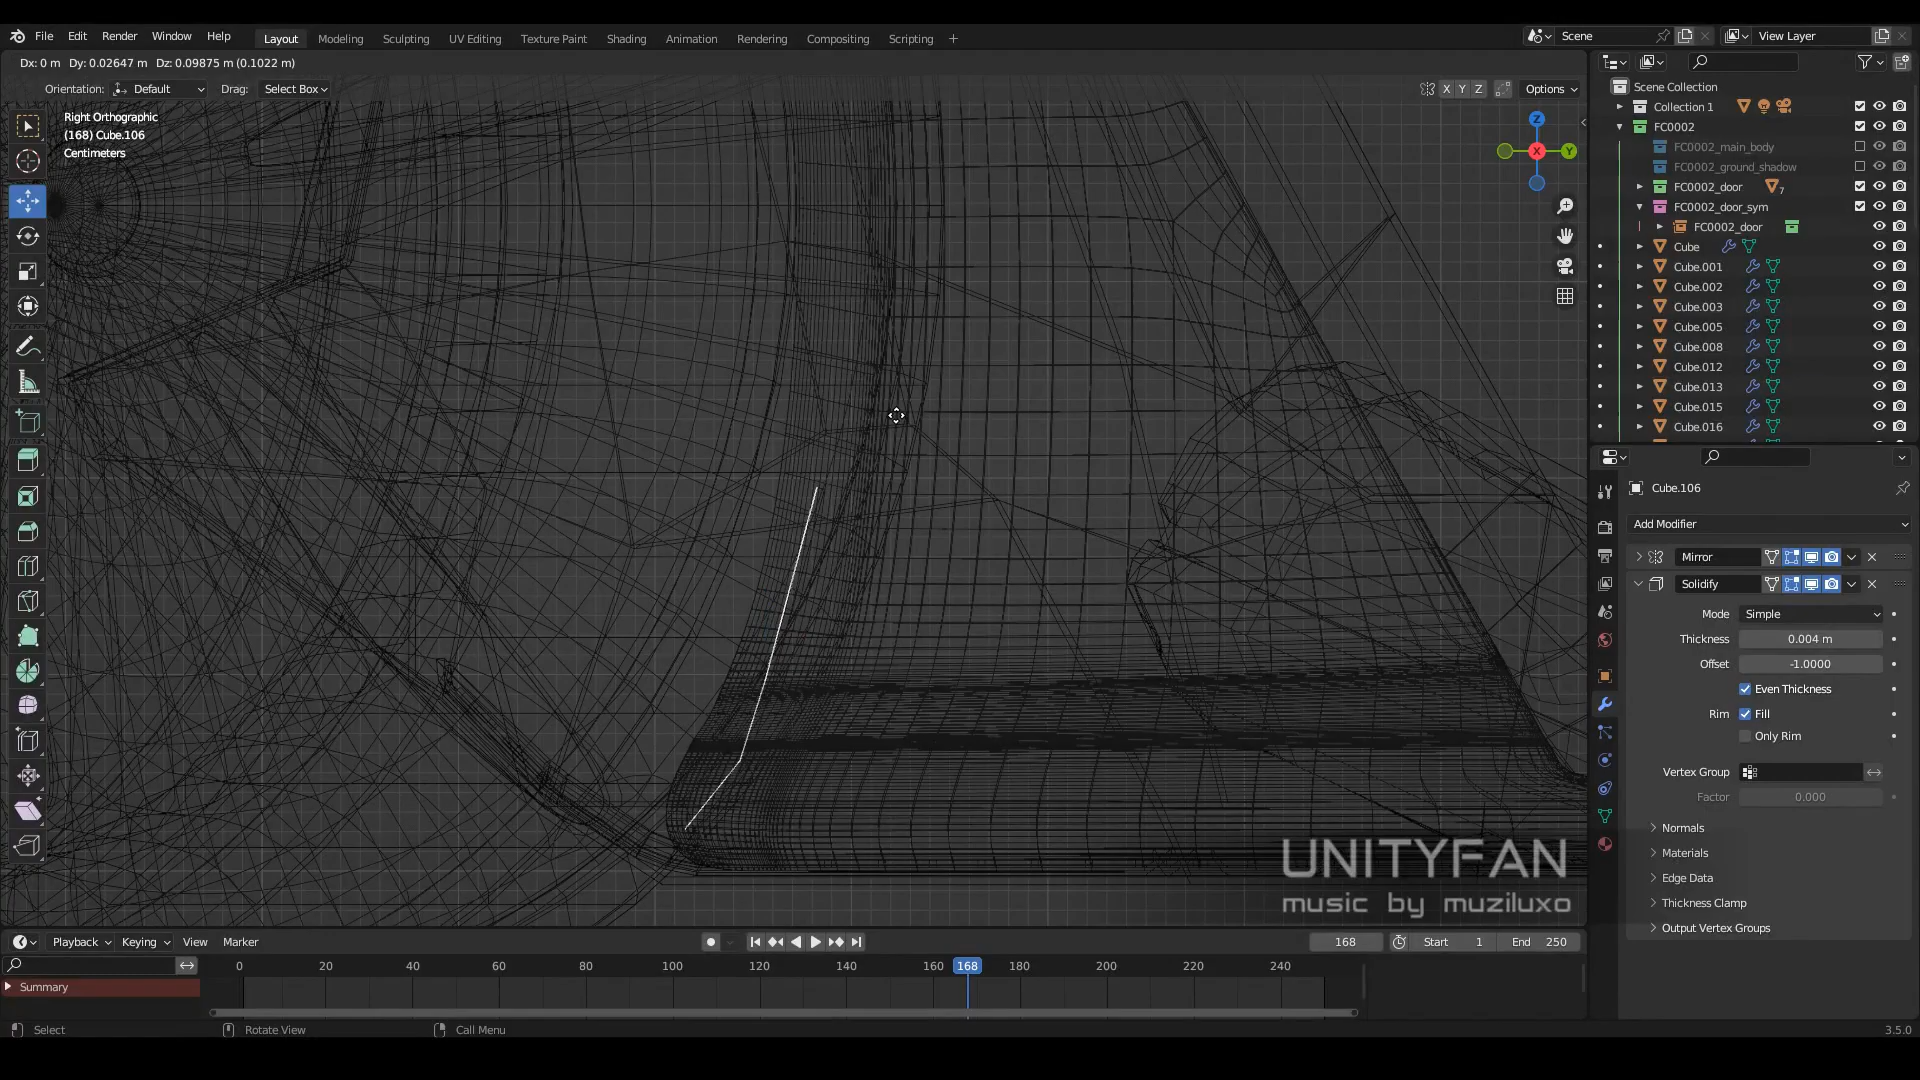 File Edit Render Window Help Layout Modeling Sculpting UV Editing Texture Paint Shading Animation Rendering Compositing Scripting + Scene View Layer
Dx: 0 m Dy: 0.02647 m Dz: 0.09875 m (0.1022 m)
Orientation: Default Drag: Select Box X Y Z Options
Right Orthographic
(168) Cube.106
Centimeters
Z
X
Y
Scene Collection
Collection 1
FC0002
FC0002_main_body
FC0002_ground_shadow
FC0002_door 7
FC0002_door_sym
FC0002_door
Cube
Cube.001
Cube.002
Cube.003
Cube.005
Cube.008
Cube.012
Cube.013
Cube.015
Cube.016
Cube.106
Add Modifier
Mirror
Solidify
Mode Simple
Thickness 0.004 m
Offset -1.0000
Even Thickness
Rim Fill
Only Rim
Vertex Group
Factor 0.000
Normals
Materials
Edge Data
Thickness Clamp
Output Vertex Groups
UNITYFAN
music by muziluxo
Playback Keying View Marker 168 Start 1 End 250
0 20 40 60 80 100 120 140 160 168 180 200 220 240
Summary
Select Rotate View Call Menu 3.5.0